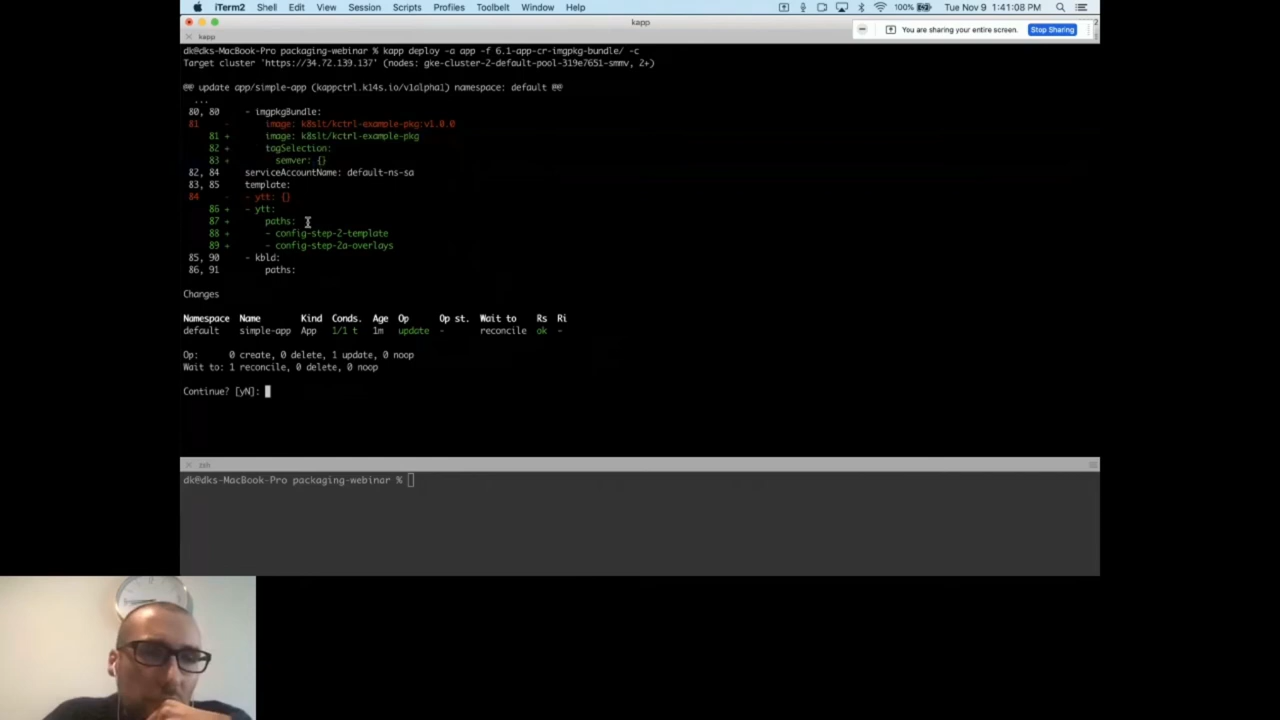 iTerm2 Shell Edit View Session Scripts Profiles Toolbelt Window Help 100% Tue Nov 9 1:41:08 PM
kapp
You are sharing your entire screen. Stop Sharing
kapp
dk@dks-MacBook-Pro packaging-webinar % kapp deploy -a app -f 6.1-app-cr-imgpkg-bundle/ -c
Target cluster 'https://34.72.139.137' (nodes: gke-cluster-2-default-pool-319e7651-smmv, 2+)
@@ update app/simple-app (kappctrl.k14s.io/v1alpha1) namespace: default @@
...
80, 80 - imgpkgBundle:
81 - image: k8slt/kctrl-example-pkg:v1.0.0
81 + image: k8slt/kctrl-example-pkg
82 + tagSelection:
83 + semver: {}
82, 84 serviceAccountName: default-ns-sa
83, 85 template:
84 - - ytt: {}
86 + - ytt:
87 + paths:
88 + - config-step-2-template
89 + - config-step-2a-overlays
85, 90 - kbld:
86, 91 paths:
Changes
Namespace Name Kind Conds. Age Op Op st. Wait to Rs Ri
default simple-app App 1/1 t 1m update - reconcile ok -
Op: 0 create, 0 delete, 1 update, 0 noop
Wait to: 1 reconcile, 0 delete, 0 noop
Continue? [yN]:
zsh
dk@dks-MacBook-Pro packaging-webinar %